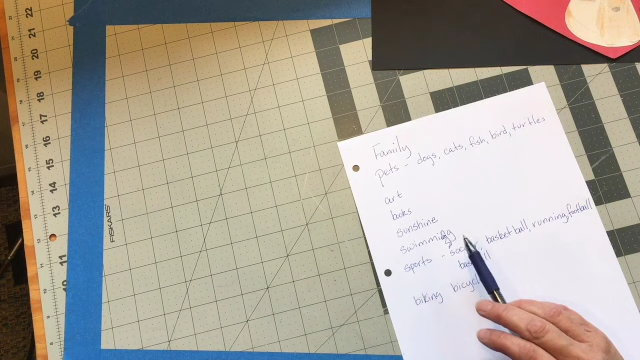 Family
pets - dogs, cats, fish, bird, turtles
art
books
sunshine
swimming
sports - basketball, running, football,
biking bicycle
FISKARS
22
21
20
19
18
17
16
15
14
13
12
11
10